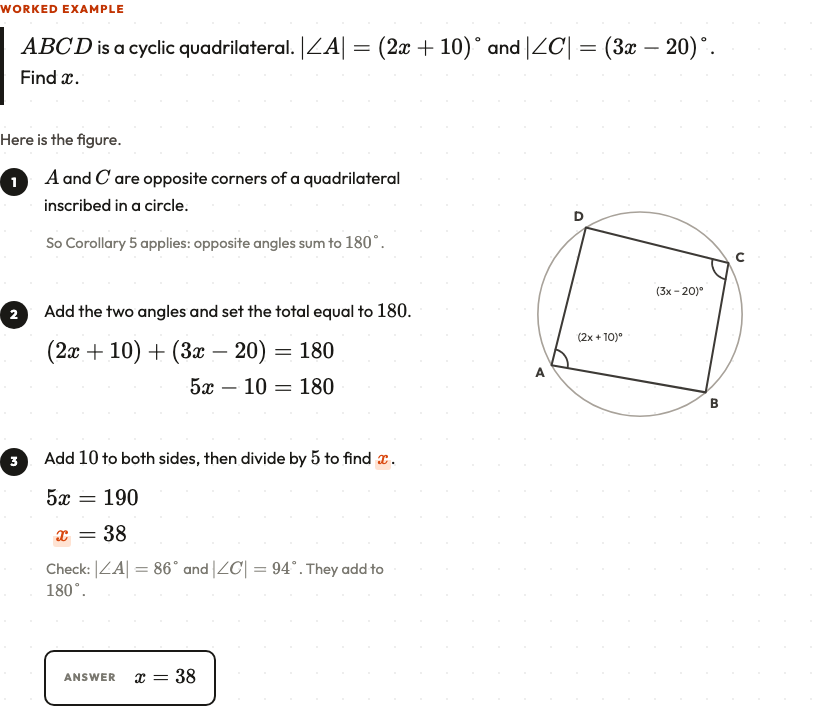 WORKED EXAMPLE
ABCD is a cyclic quadrilateral. |∠A| = (2x + 10)° and |∠C| = (3x − 20)°.
Find x.
Here is the figure.
1 A and C are opposite corners of a quadrilateral
inscribed in a circle.
So Corollary 5 applies: opposite angles sum to 180°.
2 Add the two angles and set the total equal to 180.
(2x + 10) + (3x − 20) = 180
5x − 10 = 180
3 Add 10 to both sides, then divide by 5 to find x.
5x = 190
x = 38
Check: |∠A| = 86° and |∠C| = 94°. They add to
180°.
ANSWER x = 38
D
C
(3x − 20)°
(2x + 10)°
A
B